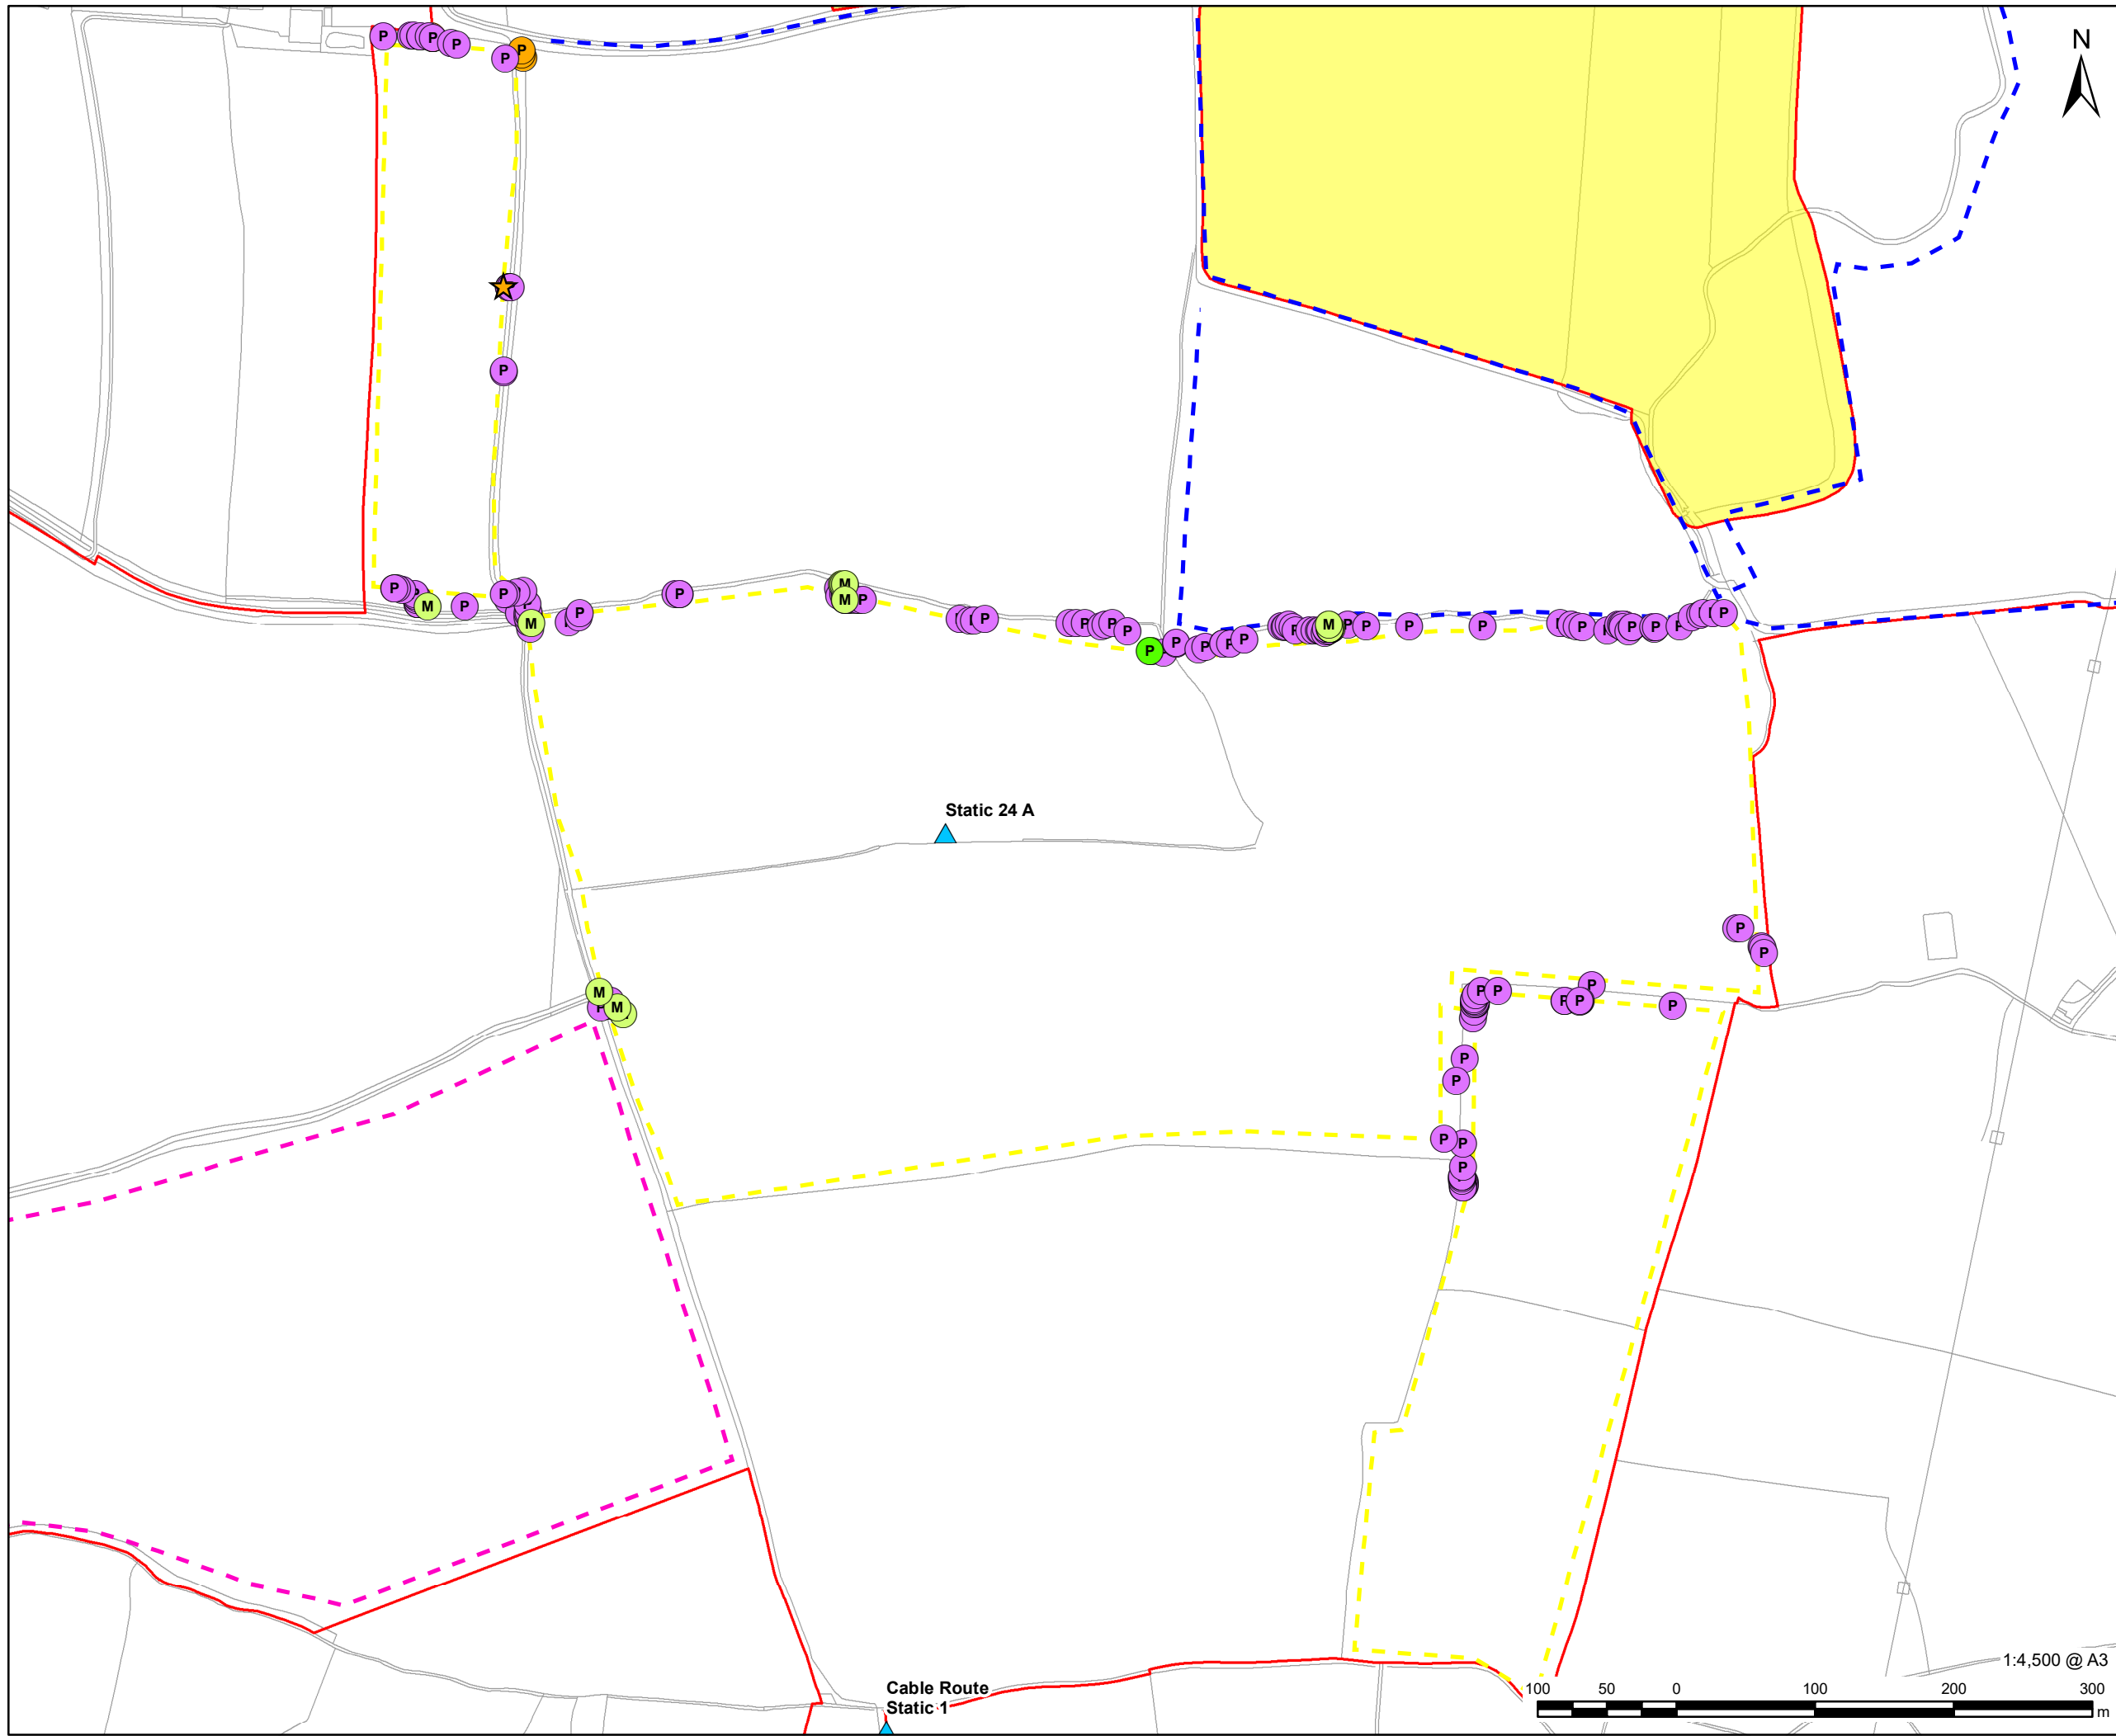 N
Static 24 A
Cable Route
Static 1
1:4,500 @ A3
100 50 0 100 200 300
m
P P P P P
P
P
P M P P M P P
M M P P
P P P P P P P P P P
M P P P P P P P P P P
P P
M M P
P P P P P P
P P
P P P